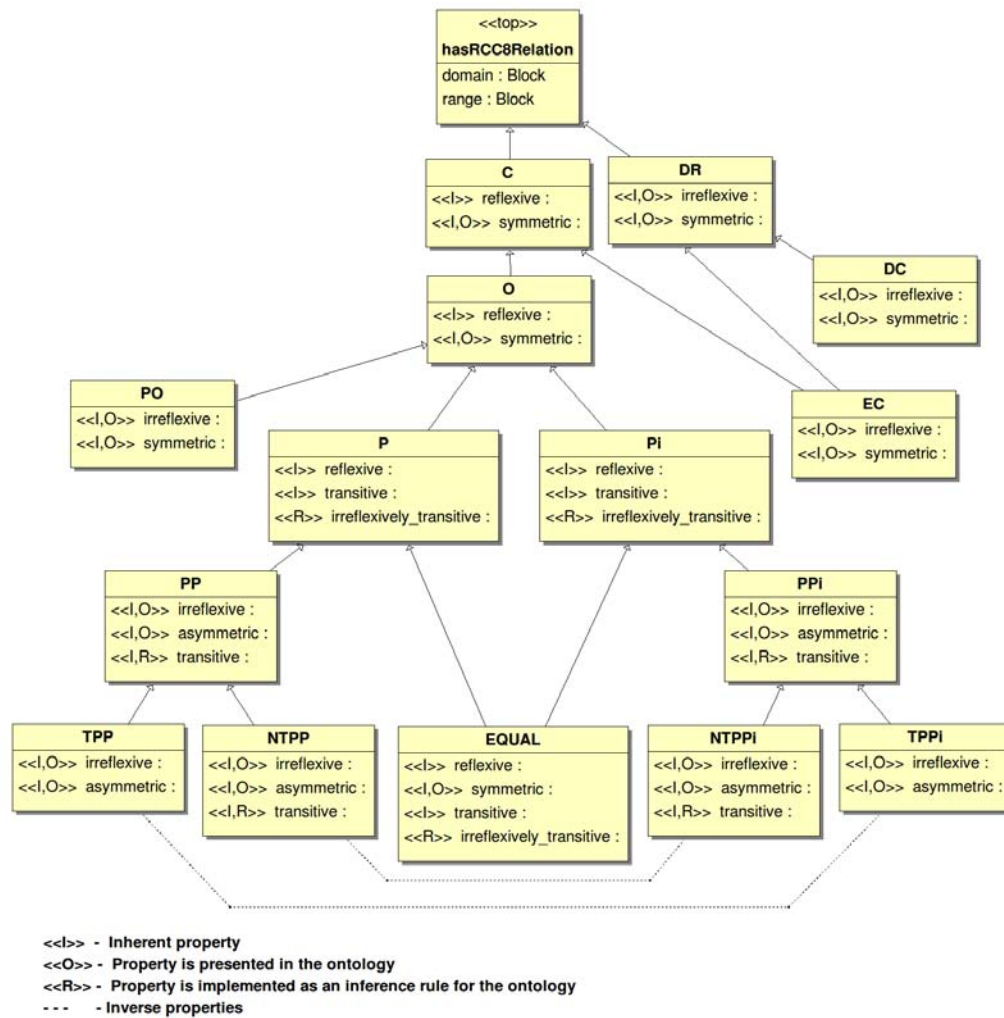 <<top>>
hasRCC8Relation
domain : Block
range : Block
C
<<I>> reflexive :
<<I,O>> symmetric :
DR
<<I,O>> irreflexive :
<<I,O>> symmetric :
DC
<<I,O>> irreflexive :
<<I,O>> symmetric :
O
<<I>> reflexive :
<<I,O>> symmetric :
PO
<<I,O>> irreflexive :
<<I,O>> symmetric :
EC
<<I,O>> irreflexive :
<<I,O>> symmetric :
P
<<I>> reflexive :
<<I>> transitive :
<<R>> irreflexively_transitive :
Pi
<<I>> reflexive :
<<I>> transitive :
<<R>> irreflexively_transitive :
PP
<<I,O>> irreflexive :
<<I,O>> asymmetric :
<<I,R>> transitive :
PPi
<<I,O>> irreflexive :
<<I,O>> asymmetric :
<<I,R>> transitive :
TPP
<<I,O>> irreflexive :
<<I,O>> asymmetric :
NTPP
<<I,O>> irreflexive :
<<I,O>> asymmetric :
<<I,R>> transitive :
EQUAL
<<I>> reflexive :
<<I,O>> symmetric :
<<I>> transitive :
<<R>> irreflexively_transitive :
NTPPi
<<I,O>> irreflexive :
<<I,O>> asymmetric :
<<I,R>> transitive :
TPPi
<<I,O>> irreflexive :
<<I,O>> asymmetric :
<<I>> - Inherent property
<<O>> - Property is presented in the ontology
<<R>> - Property is implemented as an inference rule for the ontology
- - - - Inverse properties